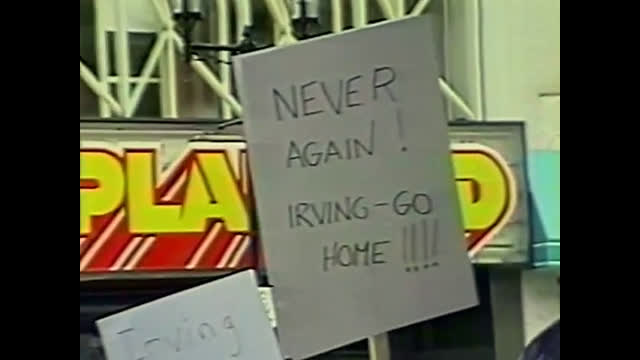 PLA
D
NEVER
AGAIN !
IRVING-GO
HOME !!!!
Irving